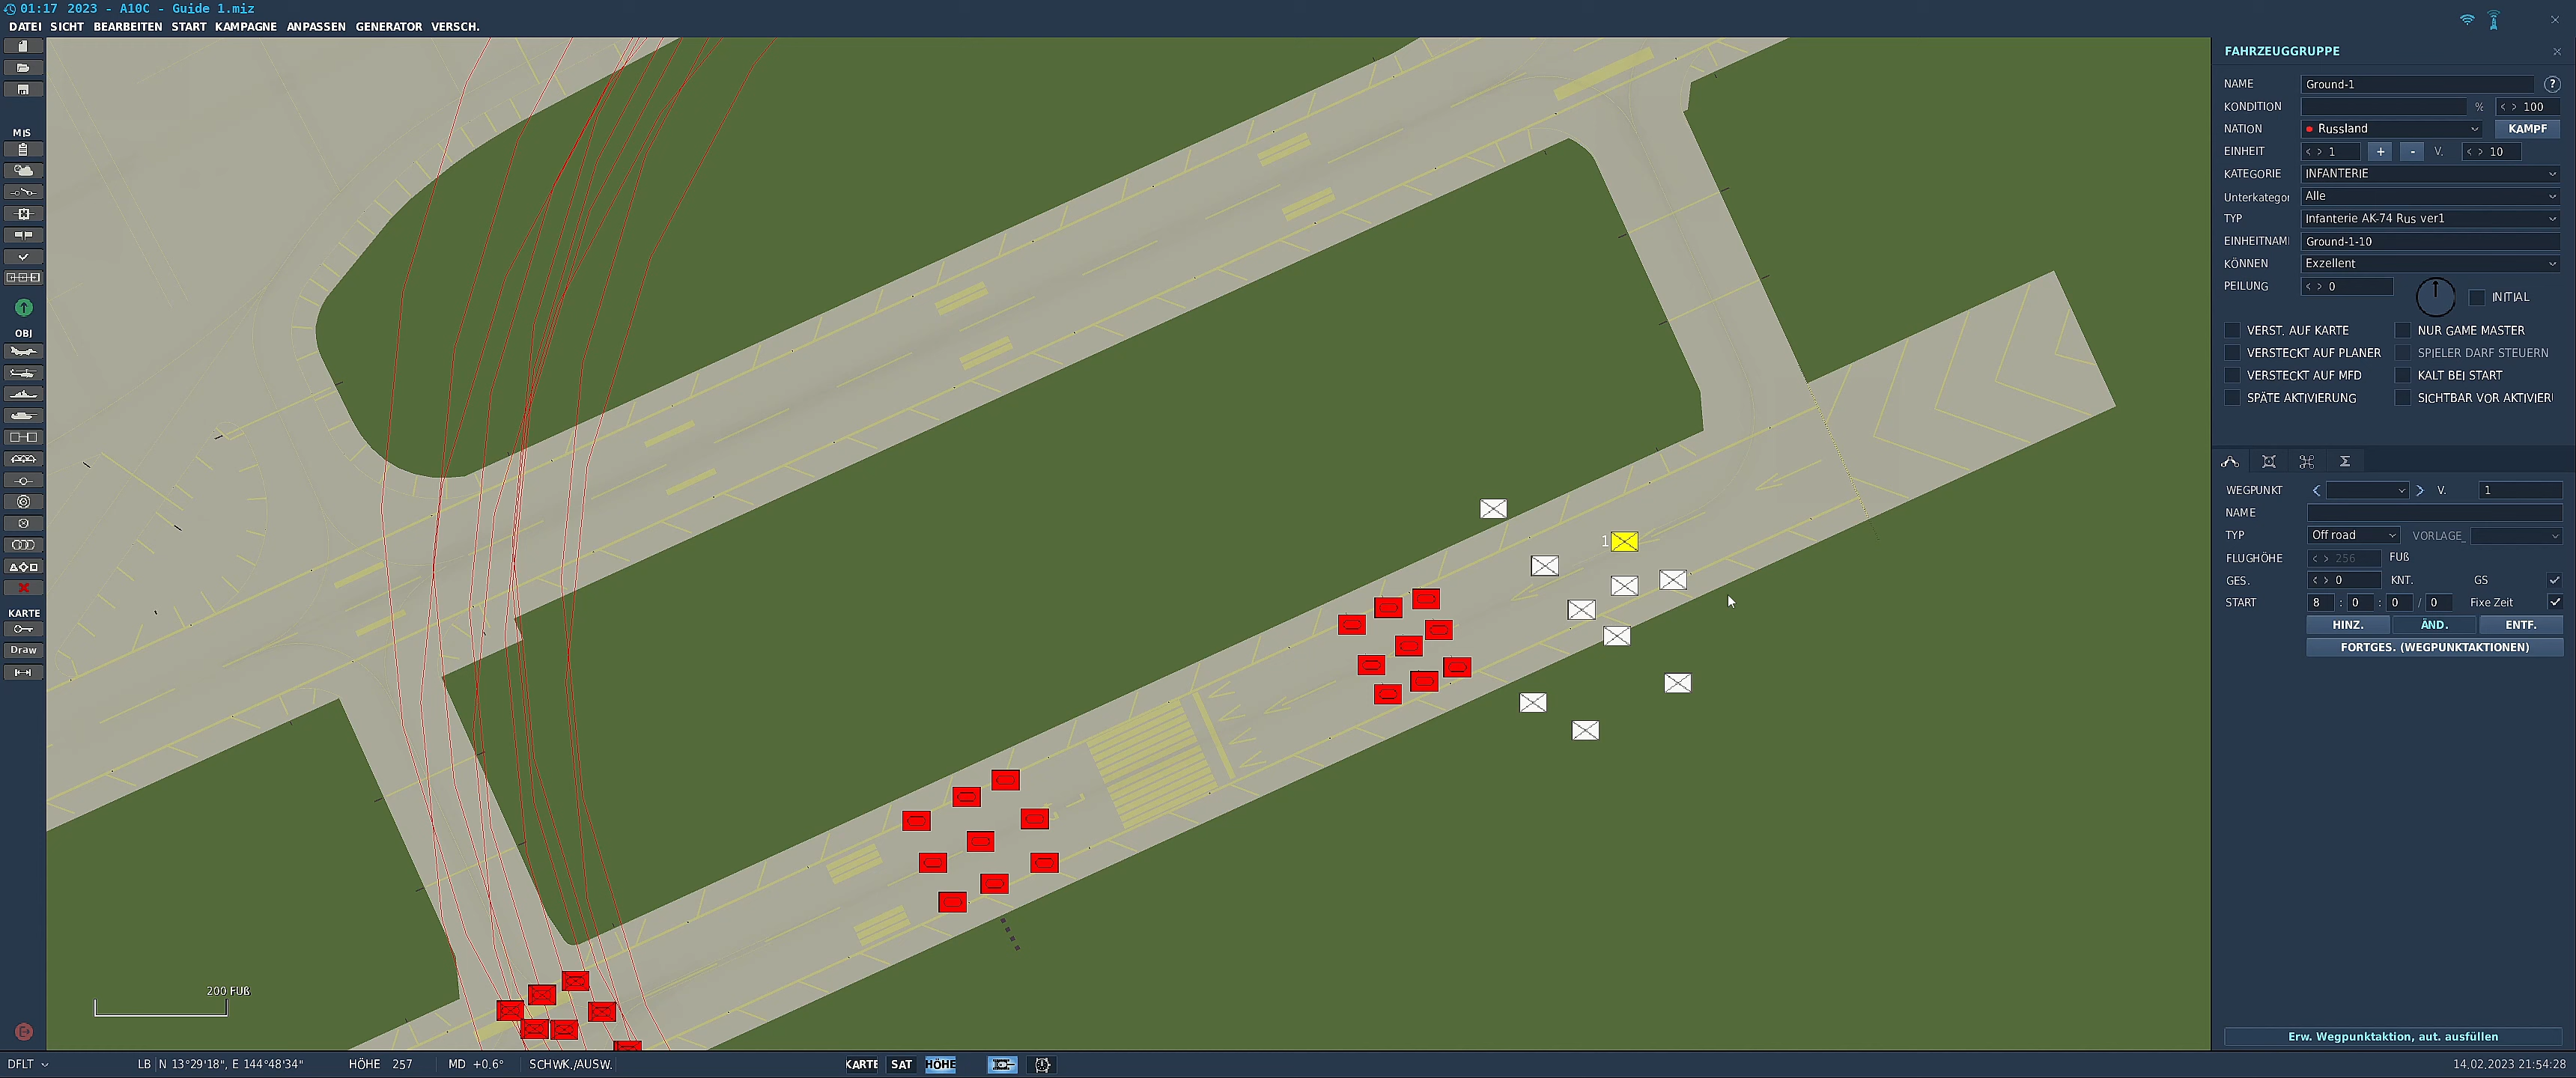 01:17 2023 - A10C - Guide 1.miz
DATEI SICHT BEARBEITEN START KAMPAGNE ANPASSEN GENERATOR VERSCH.
MIS
OBJ
KARTE
Draw
1
200 FUß
FAHRZEUGGRUPPE
NAME Ground-1 ?
KONDITION % < > 100
NATION Russland KAMPF
EINHEIT < > 1 + - V. < > 10
KATEGORIE INFANTERIE
Unterkategor Alle
TYP Infanterie AK-74 Rus ver1
EINHEITNAM Ground-1-10
KÖNNEN Exzellent
PEILUNG < > 0 INITIAL
VERST. AUF KARTE NUR GAME MASTER
VERSTECKT AUF PLANER SPIELER DARF STEUERN
VERSTECKT AUF MFD KALT BEI START
SPÄTE AKTIVIERUNG SICHTBAR VOR AKTIVIER
WEGPUNKT < > V. 1
NAME
TYP Off road VORLAGE_
FLUGHÖHE < > 256 FUß
GES. < > 0 KNT. GS
START 8 : 0 : 0 / 0 Fixe Zeit
HINZ. ÄND. ENTF.
FORTGES. (WEGPUNKTAKTIONEN)
Erw. Wegpunktaktion, aut. ausfüllen
DFLT LB N 13°29'18", E 144°48'34" HÖHE 257 MD +0.6° SCHWK./AUSW. KARTE SAT HÖHE 14.02.2023 21:54:28